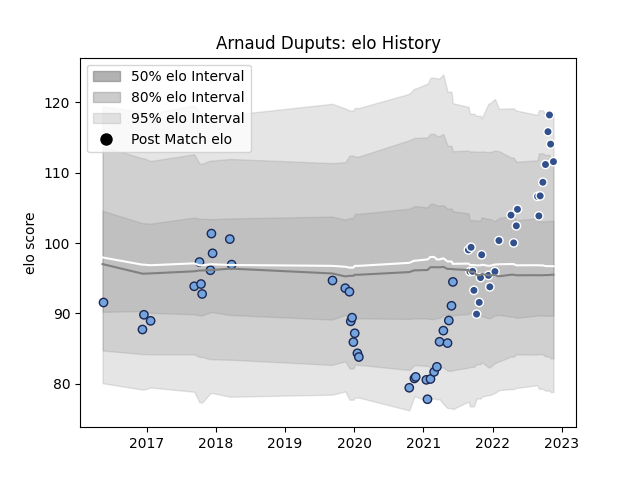 Arnaud Duputs: elo History
50% elo Interval
80% elo Interval
95% elo Interval
Post Match elo
elo score
120
110
100
90
80
2017 2018 2019 2020 2021 2022 2023